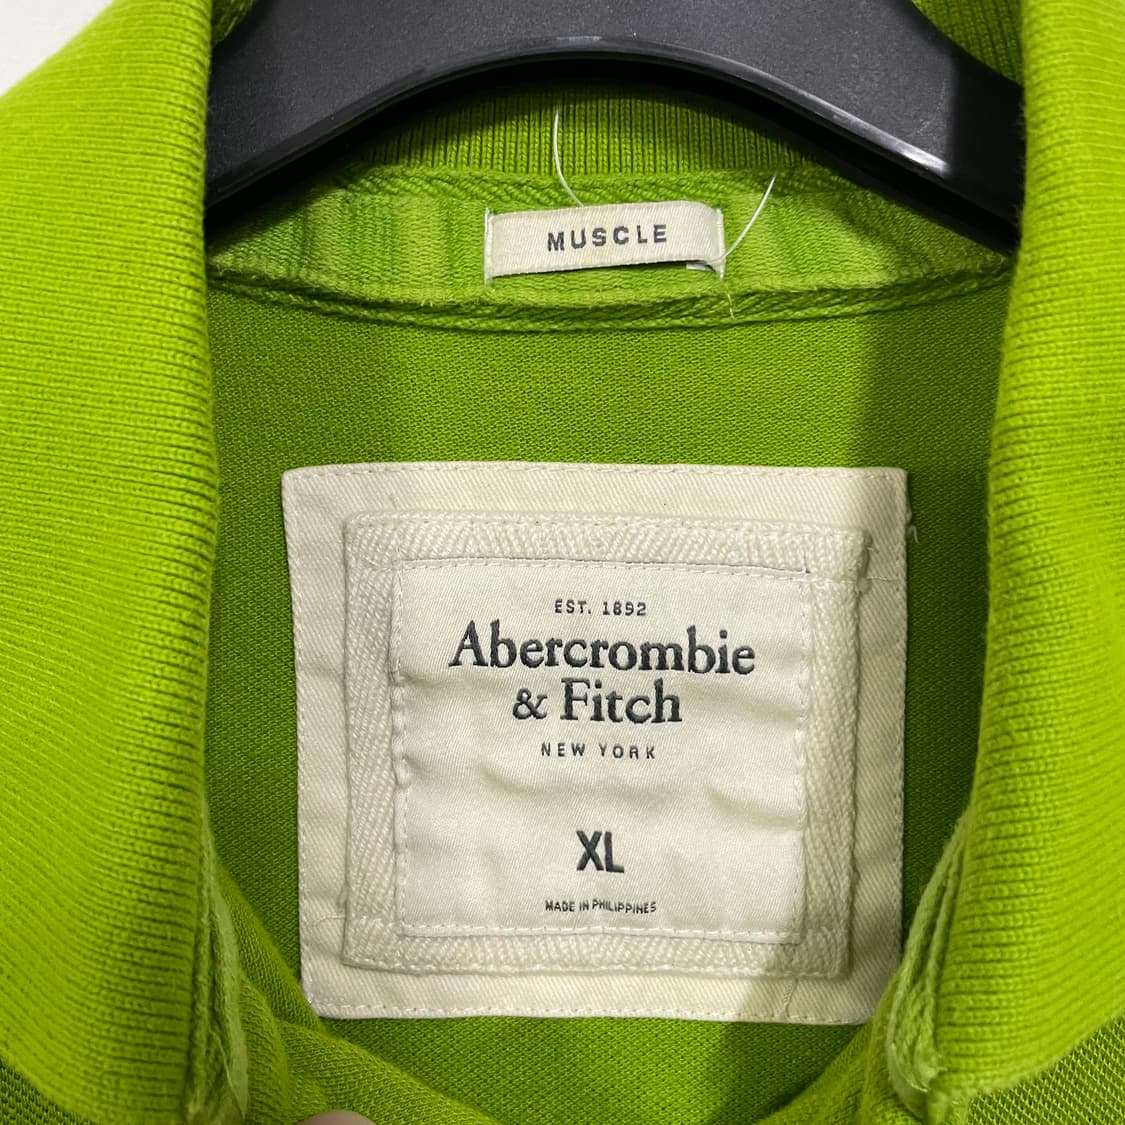 MUSCLE
EST. 1892
Abercrombie
& Fitch
NEW YORK
XL
MADE IN PHILIPPINES